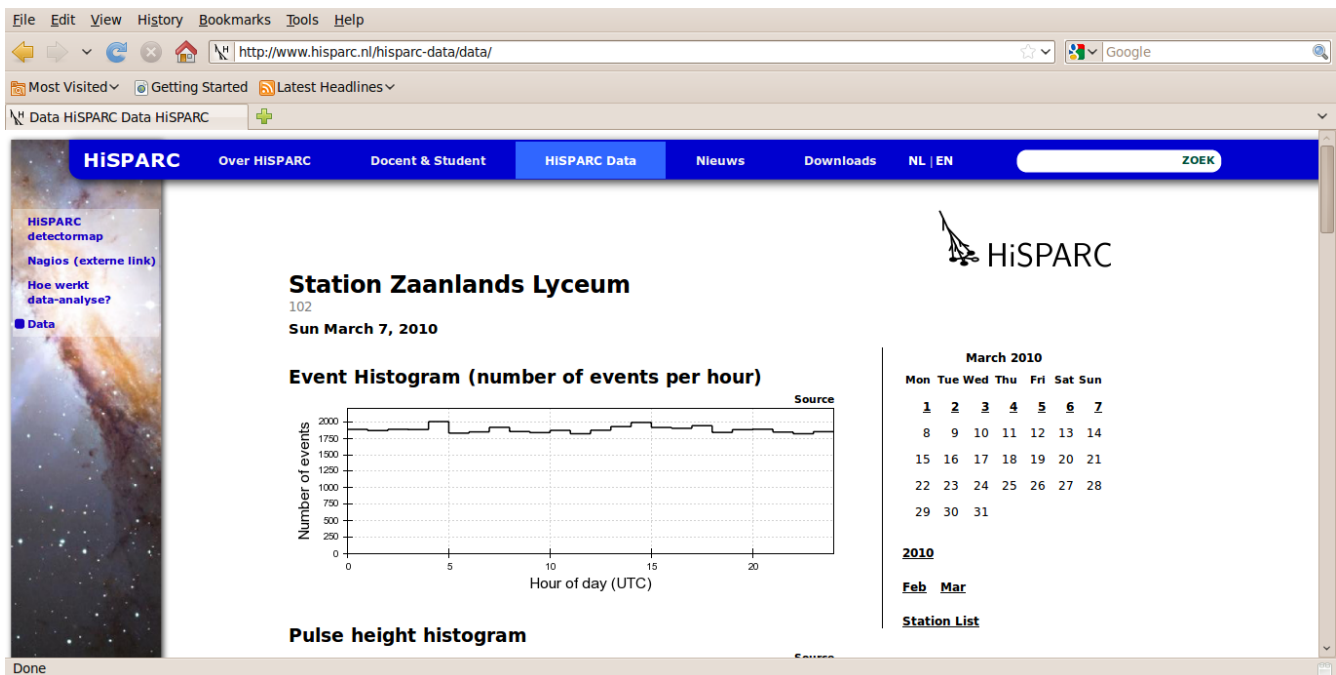 File Edit View History Bookmarks Tools Help
http://www.hisparc.nl/hisparc-data/data/
Google
Most Visited Getting Started Latest Headlines
Data HiSPARC Data HiSPARC
HiSPARC Over HiSPARC Docent & Student HiSPARC Data Nieuws Downloads NL | EN ZOEK
HiSPARC
detectormap
Nagios (externe link)
Hoe werkt
data-analyse?
Data
HiSPARC
Station Zaanlands Lyceum
102
Sun March 7, 2010
Event Histogram (number of events per hour)
Source
Number of events
2000
1750
1500
1250
1000
750
500
250
0
0 5 10 15 20
Hour of day (UTC)
Pulse height histogram
Source
March 2010
Mon Tue Wed Thu Fri Sat Sun
1 2 3 4 5 6 7
8 9 10 11 12 13 14
15 16 17 18 19 20 21
22 23 24 25 26 27 28
29 30 31
2010
Feb Mar
Station List
Done